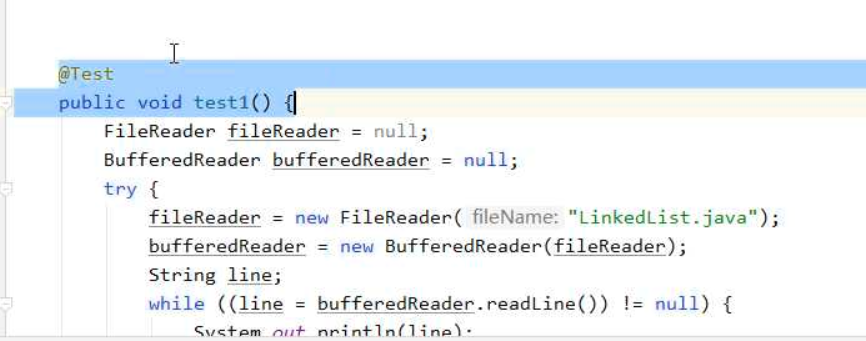 @Test
public void test1() {
FileReader fileReader = null;
BufferedReader bufferedReader = null;
try {
fileReader = new FileReader( fileName: "LinkedList.java");
bufferedReader = new BufferedReader(fileReader);
String line;
while ((line = bufferedReader.readLine()) != null) {
System.out.println(line);